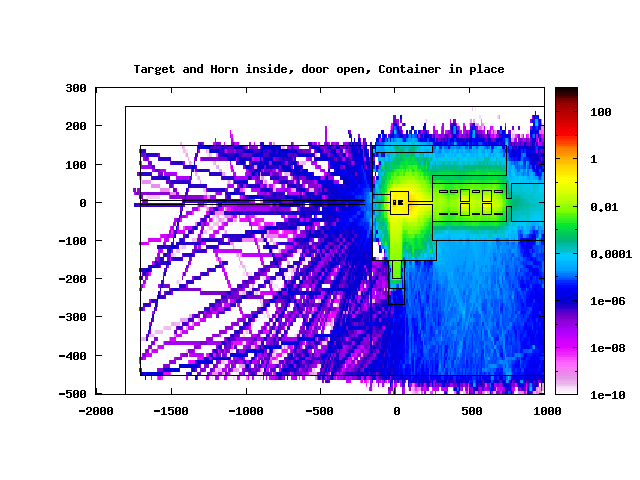 Target and Horn inside, door open, Container in place
300
200
100
0
-100
-200
-300
-400
-500
-2000 -1500 -1000 -500 0 500 1000
100
1
0.01
0.0001
1e-06
1e-08
1e-10